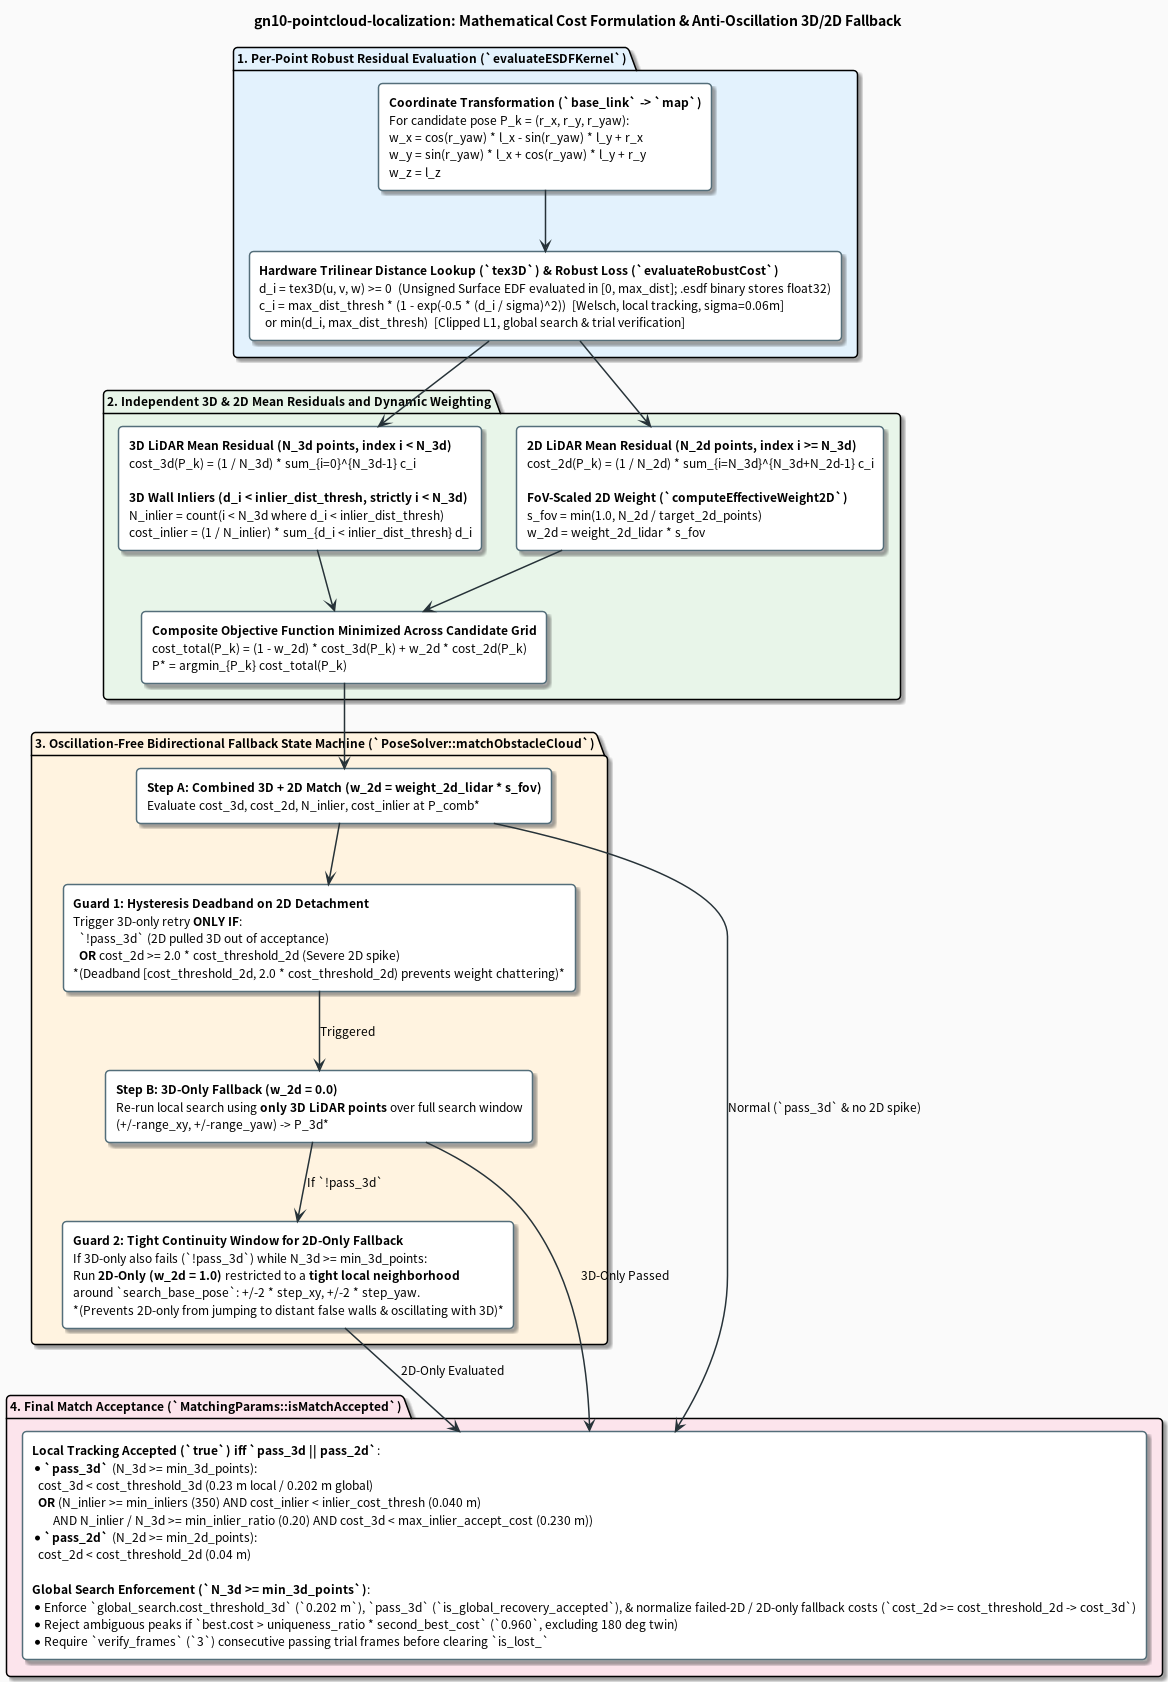 gn10-pointcloud-localization: Mathematical Cost Formulation & Anti-Oscillation 3D/2D Fallback
1. Per-Point Robust Residual Evaluation (`evaluateESDFKernel`)
Coordinate Transformation (`base_link` -> `map`)
For candidate pose P_k = (r_x, r_y, r_yaw):
w_x = cos(r_yaw) * l_x - sin(r_yaw) * l_y + r_x
w_y = sin(r_yaw) * l_x + cos(r_yaw) * l_y + r_y
w_z = l_z
Hardware Trilinear Distance Lookup (`tex3D`) & Robust Loss (`evaluateRobustCost`)
d_i = tex3D(u, v, w) >= 0  (Unsigned Surface EDF evaluated in [0, max_dist]; .esdf binary stores float32)
c_i = max_dist_thresh * (1 - exp(-0.5 * (d_i / sigma)^2))  [Welsch, local tracking, sigma=0.06m]
or min(d_i, max_dist_thresh)  [Clipped L1, global search & trial verification]
2. Independent 3D & 2D Mean Residuals and Dynamic Weighting
3D LiDAR Mean Residual (N_3d points, index i < N_3d)
cost_3d(P_k) = (1 / N_3d) * sum_{i=0}^{N_3d-1} c_i
3D Wall Inliers (d_i < inlier_dist_thresh, strictly i < N_3d)
N_inlier = count(i < N_3d where d_i < inlier_dist_thresh)
cost_inlier = (1 / N_inlier) * sum_{d_i < inlier_dist_thresh} d_i
2D LiDAR Mean Residual (N_2d points, index i >= N_3d)
cost_2d(P_k) = (1 / N_2d) * sum_{i=N_3d}^{N_3d+N_2d-1} c_i
FoV-Scaled 2D Weight (`computeEffectiveWeight2D`)
s_fov = min(1.0, N_2d / target_2d_points)
w_2d = weight_2d_lidar * s_fov
Composite Objective Function Minimized Across Candidate Grid
cost_total(P_k) = (1 - w_2d) * cost_3d(P_k) + w_2d * cost_2d(P_k)
P* = argmin_{P_k} cost_total(P_k)
3. Oscillation-Free Bidirectional Fallback State Machine (`PoseSolver::matchObstacleCloud`)
Step A: Combined 3D + 2D Match (w_2d = weight_2d_lidar * s_fov)
Evaluate cost_3d, cost_2d, N_inlier, cost_inlier at P_comb*
Guard 1: Hysteresis Deadband on 2D Detachment
Trigger 3D-only retry ONLY IF:
`!pass_3d` (2D pulled 3D out of acceptance)
OR cost_2d >= 2.0 * cost_threshold_2d (Severe 2D spike)
*(Deadband [cost_threshold_2d, 2.0 * cost_threshold_2d) prevents weight chattering)*
Triggered
Step B: 3D-Only Fallback (w_2d = 0.0)
Re-run local search using only 3D LiDAR points over full search window
(+/-range_xy, +/-range_yaw) -> P_3d*
Normal (`pass_3d` & no 2D spike)
If `!pass_3d`
Guard 2: Tight Continuity Window for 2D-Only Fallback
If 3D-only also fails (`!pass_3d`) while N_3d >= min_3d_points:
Run 2D-Only (w_2d = 1.0) restricted to a tight local neighborhood
around `search_base_pose`: +/-2 * step_xy, +/-2 * step_yaw.
*(Prevents 2D-only from jumping to distant false walls & oscillating with 3D)*
3D-Only Passed
2D-Only Evaluated
4. Final Match Acceptance (`MatchingParams::isMatchAccepted`)
Local Tracking Accepted (`true`) iff `pass_3d || pass_2d`:
• `pass_3d` (N_3d >= min_3d_points):
cost_3d < cost_threshold_3d (0.23 m local / 0.202 m global)
OR (N_inlier >= min_inliers (350) AND cost_inlier < inlier_cost_thresh (0.040 m)
AND N_inlier / N_3d >= min_inlier_ratio (0.20) AND cost_3d < max_inlier_accept_cost (0.230 m))
• `pass_2d` (N_2d >= min_2d_points):
cost_2d < cost_threshold_2d (0.04 m)
Global Search Enforcement (`N_3d >= min_3d_points`):
• Enforce `global_search.cost_threshold_3d` (`0.202 m`), `pass_3d` (`is_global_recovery_accepted`), & normalize failed-2D / 2D-only fallback costs (`cost_2d >= cost_threshold_2d -> cost_3d`)
• Reject ambiguous peaks if `best.cost > uniqueness_ratio * second_best_cost` (`0.960`, excluding 180 deg twin)
• Require `verify_frames` (`3`) consecutive passing trial frames before clearing `is_lost_`